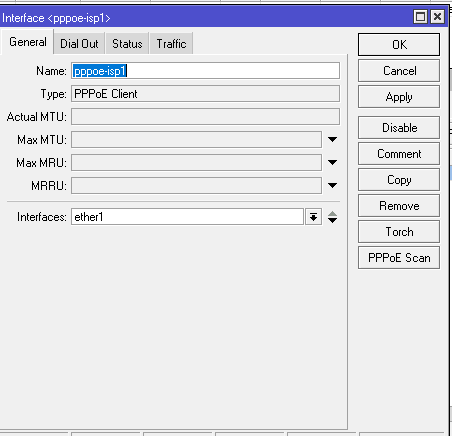 Interface <pppoe-isp1>
General Dial Out Status Traffic
Name: pppoe-isp1
Type: PPPoE Client
Actual MTU:
Max MTU:
Max MRU:
MRRU:
Interfaces: ether1
OK
Cancel
Apply
Disable
Comment
Copy
Remove
Torch
PPPoE Scan